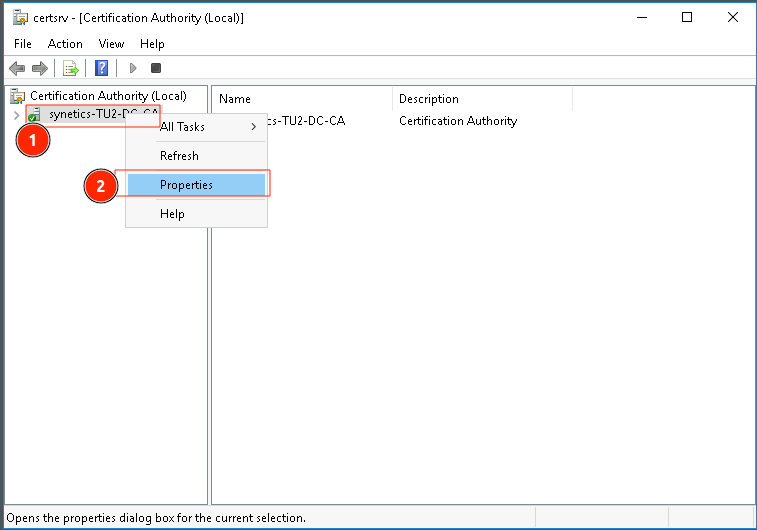 certsrv - [Certification Authority (Local)]
File Action View Help
Certification Authority (Local)
synetics-TU2-DC-CA
1
All Tasks
Refresh
2
Properties
Help
Name Description
cs-TU2-DC-CA Certification Authority
Opens the properties dialog box for the current selection.